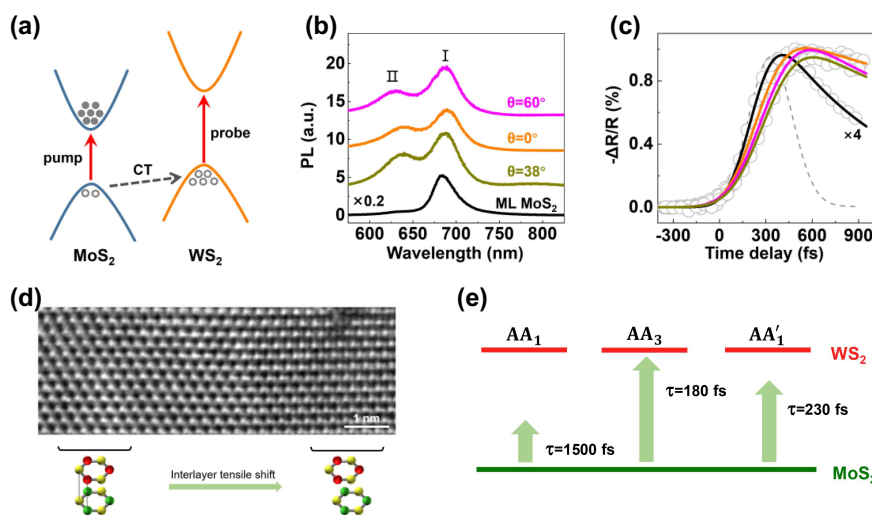 (a)
MoS₂
WS₂
pump
probe
CT
(b)
PL (a.u.)
20
15
10
5
0
II
I
θ=60°
θ=0°
θ=38°
×0.2
ML MoS₂
600
650
700
750
800
Wavelength (nm)
(c)
-ΔR/R (%)
0.8
0.4
0.0
×4
-300
0
300
600
900
Time delay (fs)
(d)
1 nm
Interlayer tensile shift
(e)
AA₁
AA₃
AA′₁
WS₂
τ=180 fs
τ=230 fs
τ=1500 fs
MoS₂